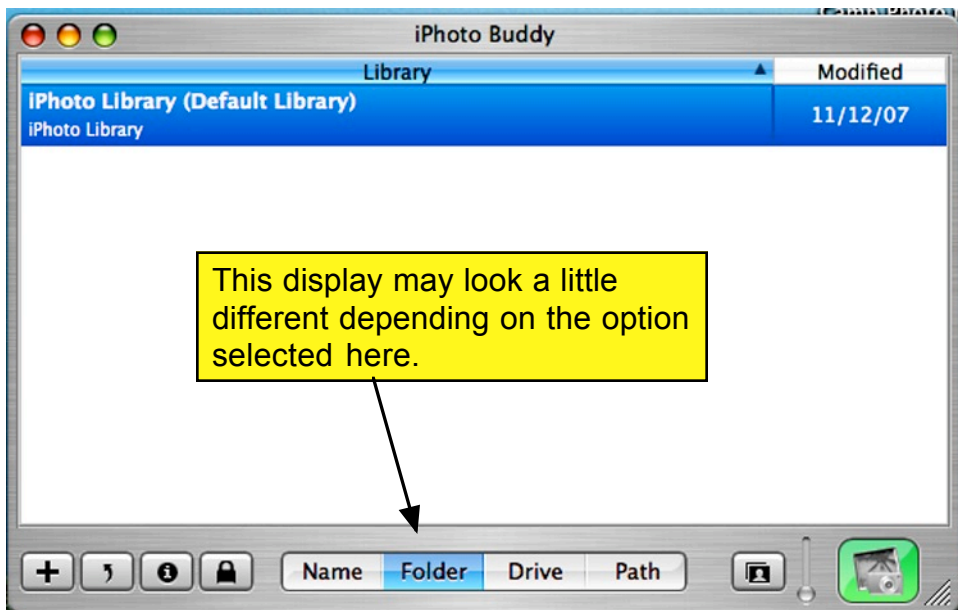 iPhoto Buddy
Library Modified
iPhoto Library (Default Library) 11/12/07
iPhoto Library
This display may look a little
different depending on the option
selected here.
Name Folder Drive Path